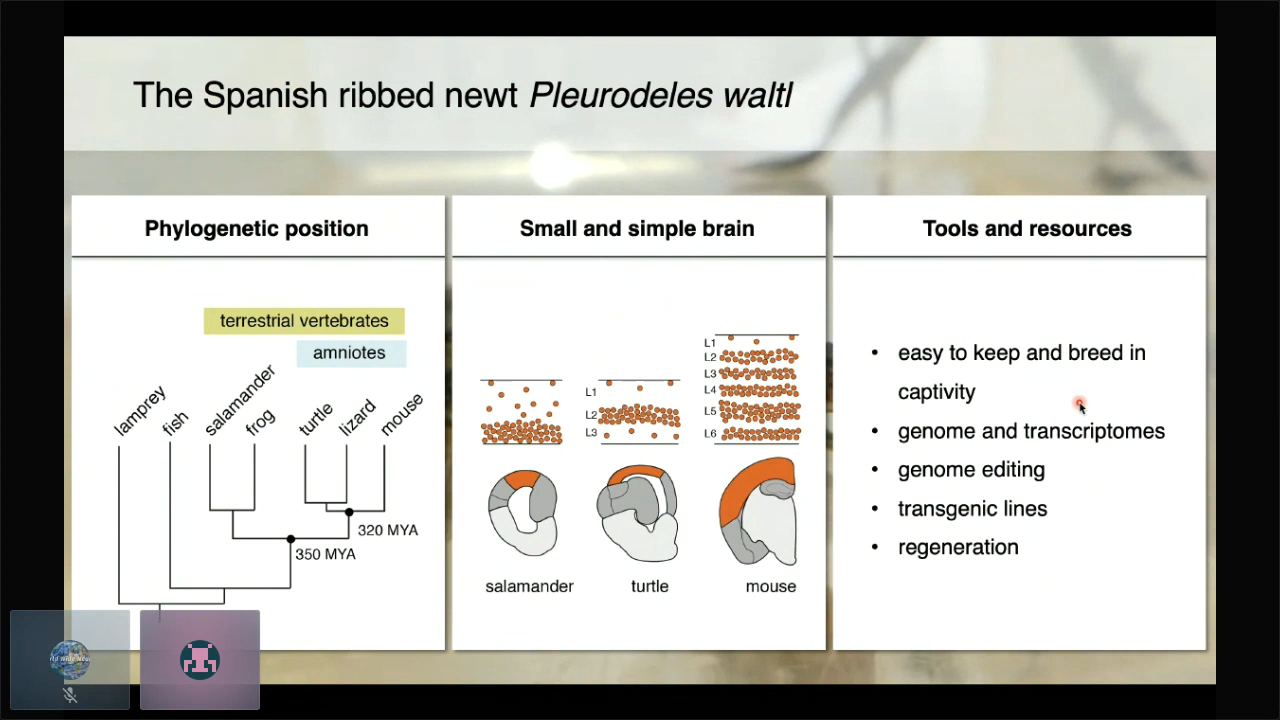 The Spanish ribbed newt Pleurodeles waltl
Phylogenetic position
terrestrial vertebrates
amniotes
lamprey
fish
salamander
frog
turtle
lizard
mouse
320 MYA
350 MYA
Small and simple brain
L1
L2
L3
L1
L2
L3
L4
L5
L6
salamander
turtle
mouse
Tools and resources
• easy to keep and breed in
captivity
• genome and transcriptomes
• genome editing
• transgenic lines
• regeneration